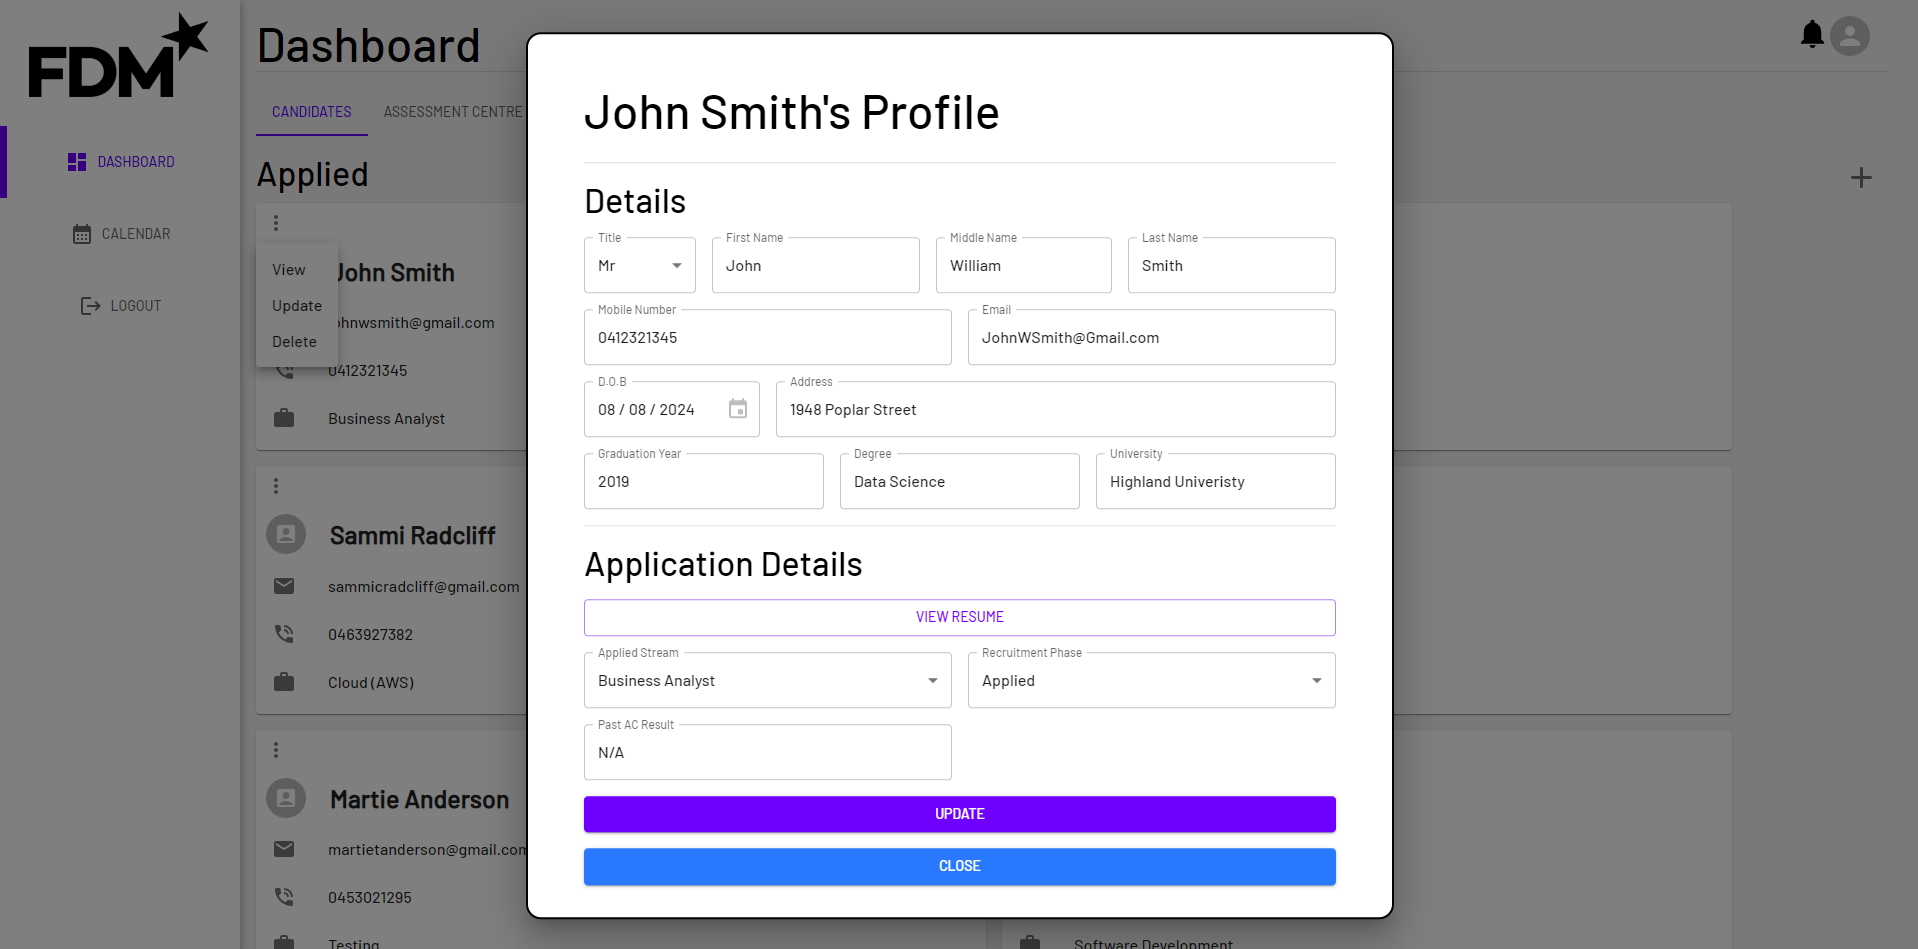 FDM
DASHBOARD
CALENDAR
LOGOUT
Dashboard
CANDIDATES ASSESSMENT CENTRE
Applied
View
Update
Delete
John Smith
ohnwsmith@gmail.com
0412321345
Business Analyst
Sammi Radcliff
sammicradcliff@gmail.com
0463927382
Cloud (AWS)
Martie Anderson
martietanderson@gmail.com
0453021295
Testing
Software Development
John Smith's Profile
Details
Title First Name Middle Name Last Name
Mr John William Smith
Mobile Number Email
0412321345 JohnWSmith@Gmail.com
D.O.B Address
08 / 08 / 2024 1948 Poplar Street
Graduation Year Degree University
2019 Data Science Highland Univeristy
Application Details
VIEW RESUME
Applied Stream Recruitment Phase
Business Analyst Applied
Past AC Result
N/A
UPDATE
CLOSE